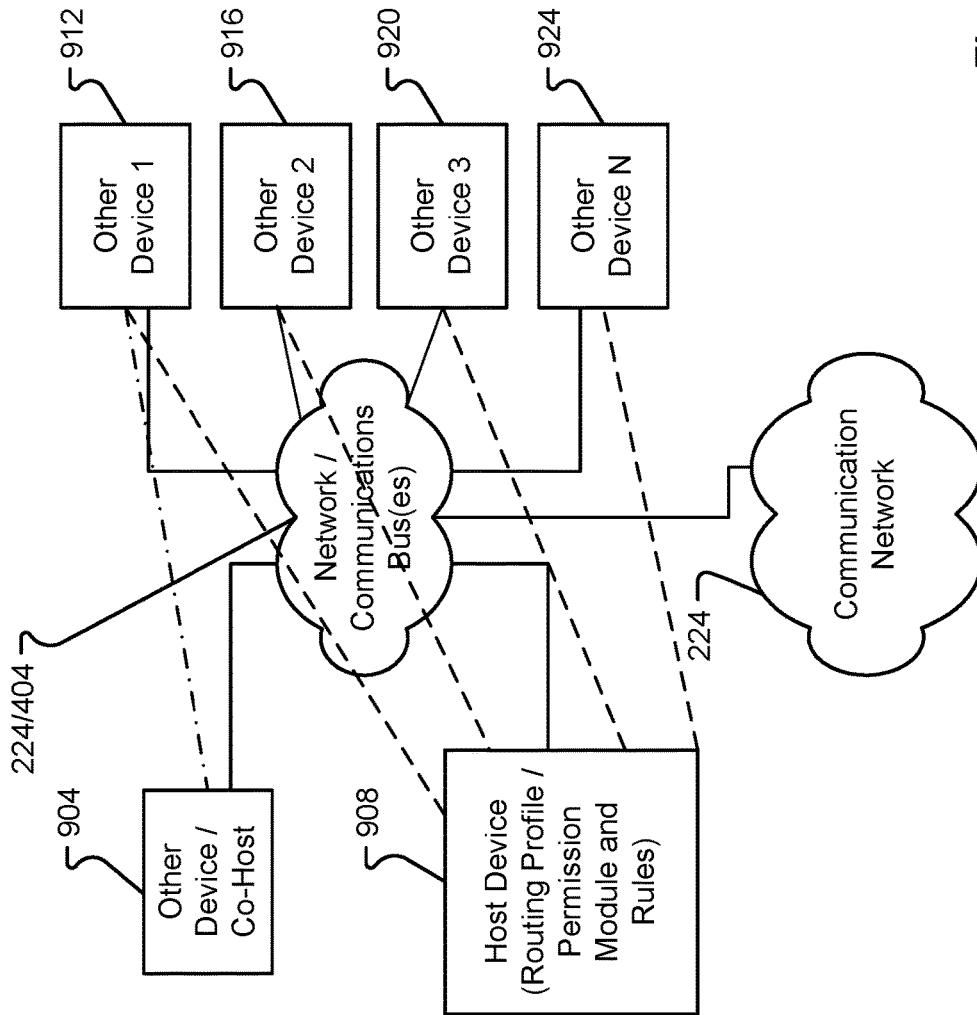 224/404
904
Other
Device /
Co-Host
912
Other
Device 1
916
Other
Device 2
Network /
Communications
Bus(es)
908
Host Device
(Routing Profile /
Permission
Module and
Rules)
920
Other
Device 3
924
Other
Device N
224
Communication
Network